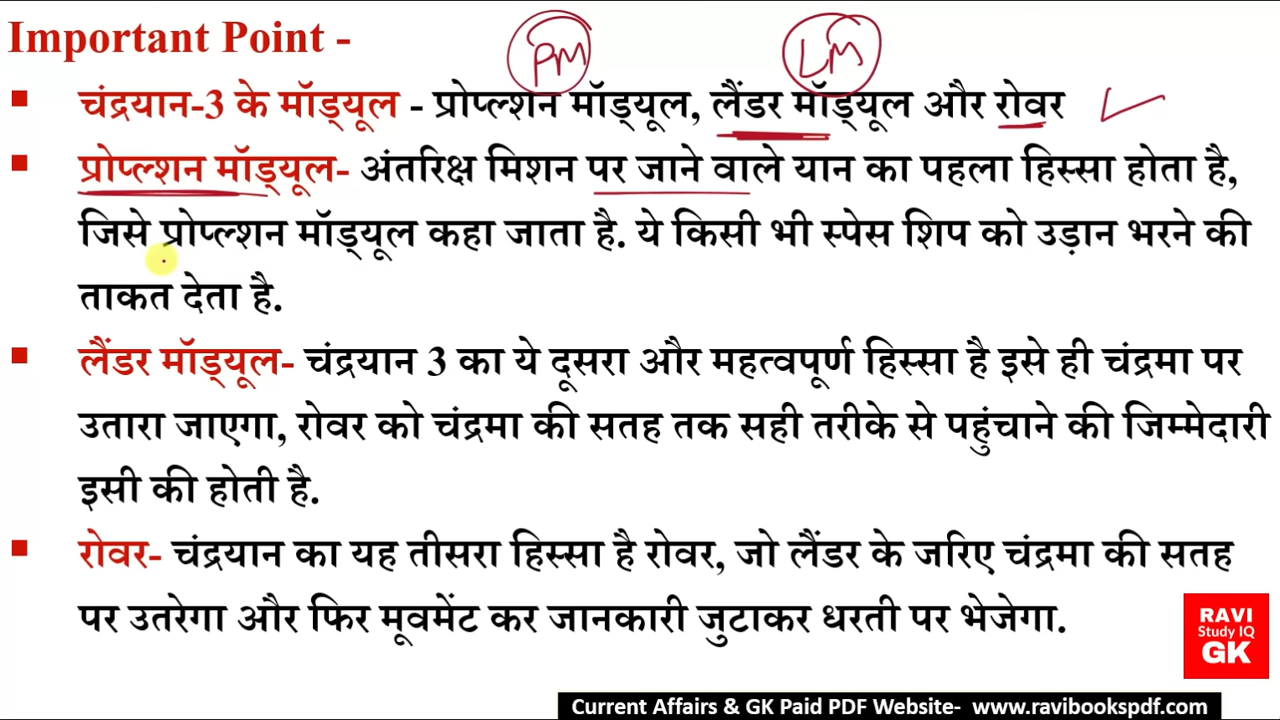 Important Point -
PM LM
▪ चंद्रयान-3 के मॉड्यूल - प्रोप्ल्शन मॉड्यूल, लैंडर मॉड्यूल और रोवर
▪ प्रोप्ल्शन मॉड्यूल- अंतरिक्ष मिशन पर जाने वाले यान का पहला हिस्सा होता है,
जिसे प्रोप्ल्शन मॉड्यूल कहा जाता है. ये किसी भी स्पेस शिप को उड़ान भरने की
ताकत देता है.
▪ लैंडर मॉड्यूल- चंद्रयान 3 का ये दूसरा और महत्वपूर्ण हिस्सा है इसे ही चंद्रमा पर
उतारा जाएगा, रोवर को चंद्रमा की सतह तक सही तरीके से पहुंचाने की जिम्मेदारी
इसी की होती है.
▪ रोवर- चंद्रयान का यह तीसरा हिस्सा है रोवर, जो लैंडर के जरिए चंद्रमा की सतह
पर उतरेगा और फिर मूवमेंट कर जानकारी जुटाकर धरती पर भेजेगा.
RAVI
Study IQ
GK
Current Affairs & GK Paid PDF Website- www.ravibookspdf.com